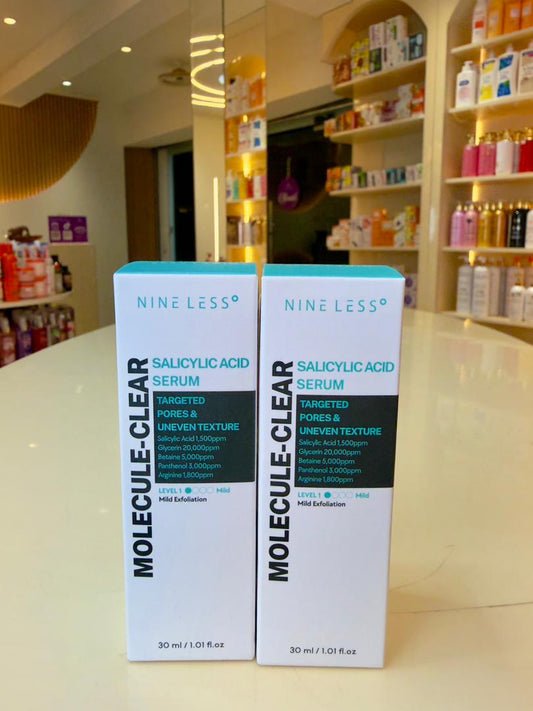 NINE LESS°
MOLECULE-CLEAR
SALICYLIC ACID
SERUM
TARGETED
PORES &
UNEVEN TEXTURE
Salicylic Acid 1,500ppm
Glycerin 20,000ppm
Betaine 5,000ppm
Panthenol 3,000ppm
Arginine 1,800ppm
LEVEL 1 Mild
Mild Exfoliation
30 ml / 1.01 fl.oz
NINE LESS°
MOLECULE-CLEAR
SALICYLIC ACID
SERUM
TARGETED
PORES &
UNEVEN TEXTURE
Salicylic Acid 1,500ppm
Glycerin 20,000ppm
Betaine 5,000ppm
Panthenol 3,000ppm
Arginine 1,800ppm
LEVEL 1 Mild
Mild Exfoliation
30 ml / 1.01 fl.oz